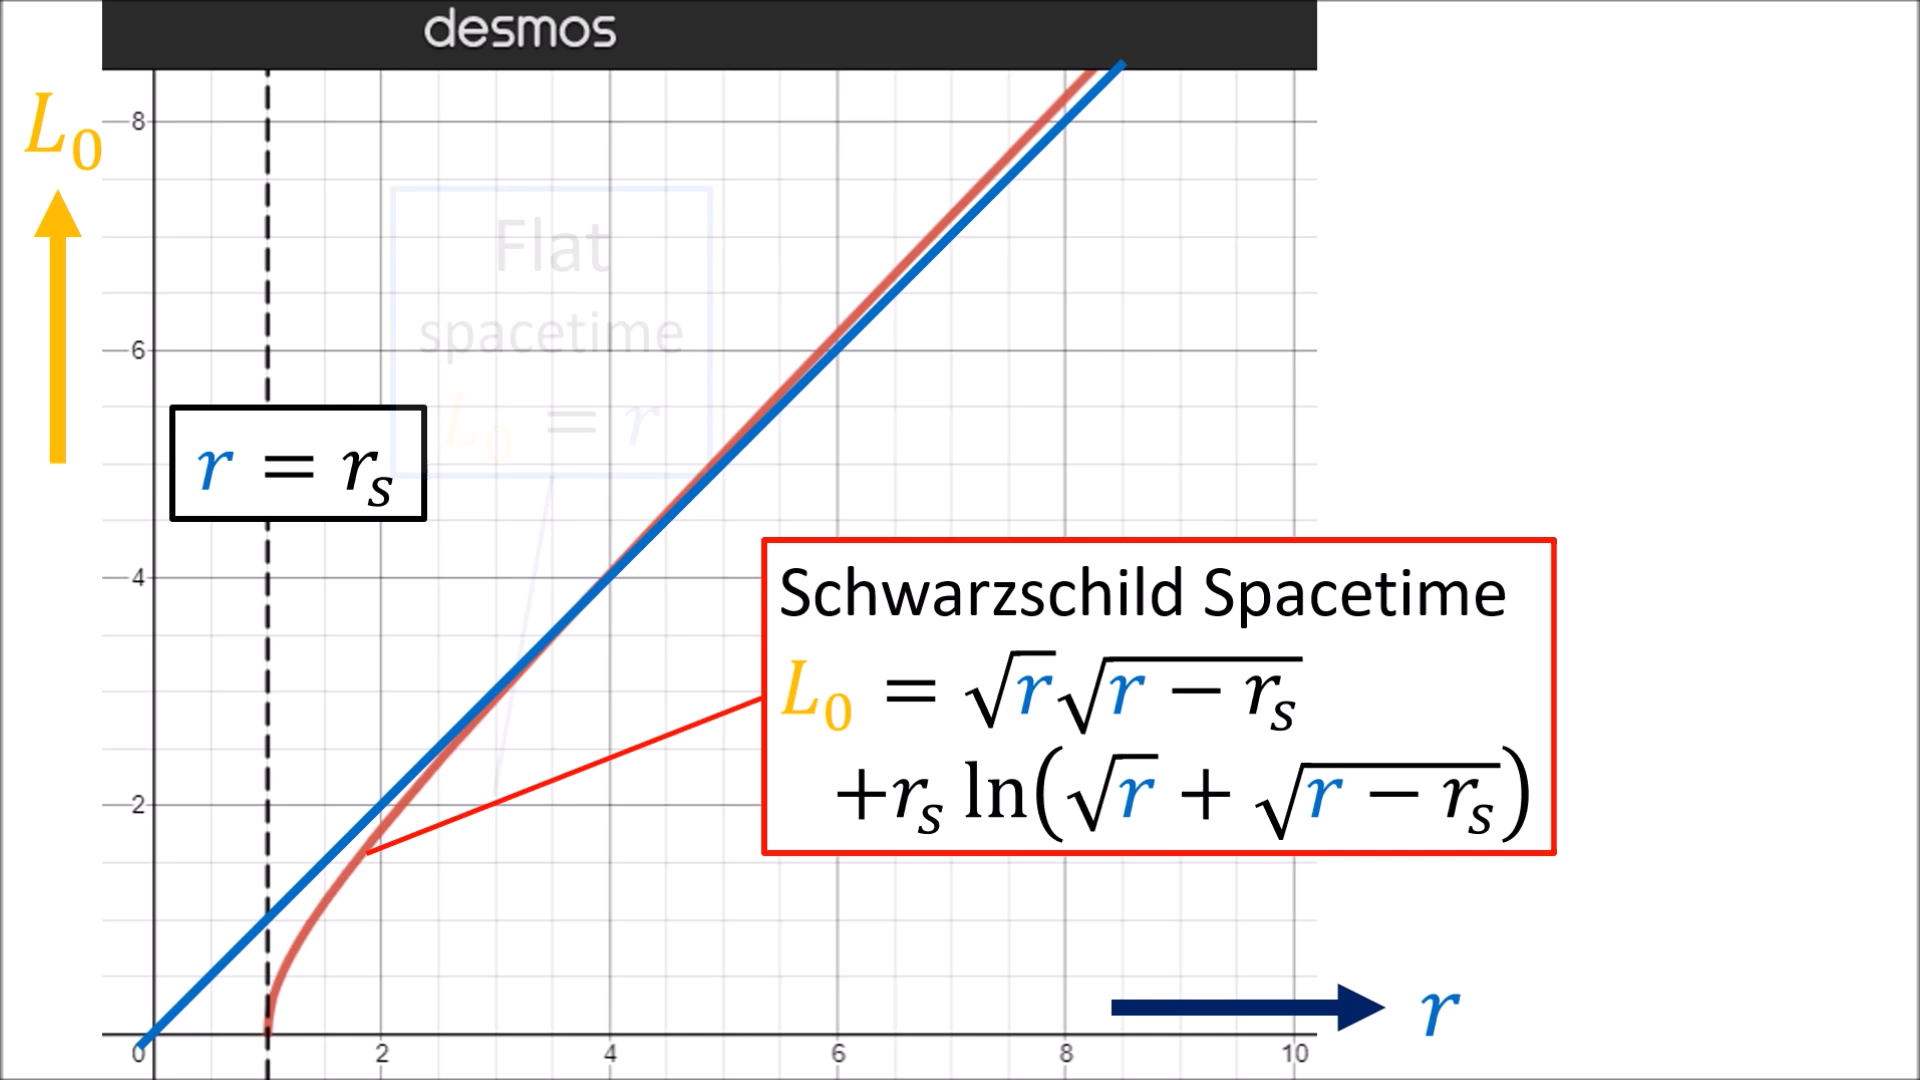 desmos
L₀
8
Flat
spacetime
L₀ = r
6
r = rₛ
4
Schwarzschild Spacetime
L₀ = √r√(r − rₛ)
+rₛ ln(√r + √(r − rₛ))
2
r
0 2 4 6 8 10